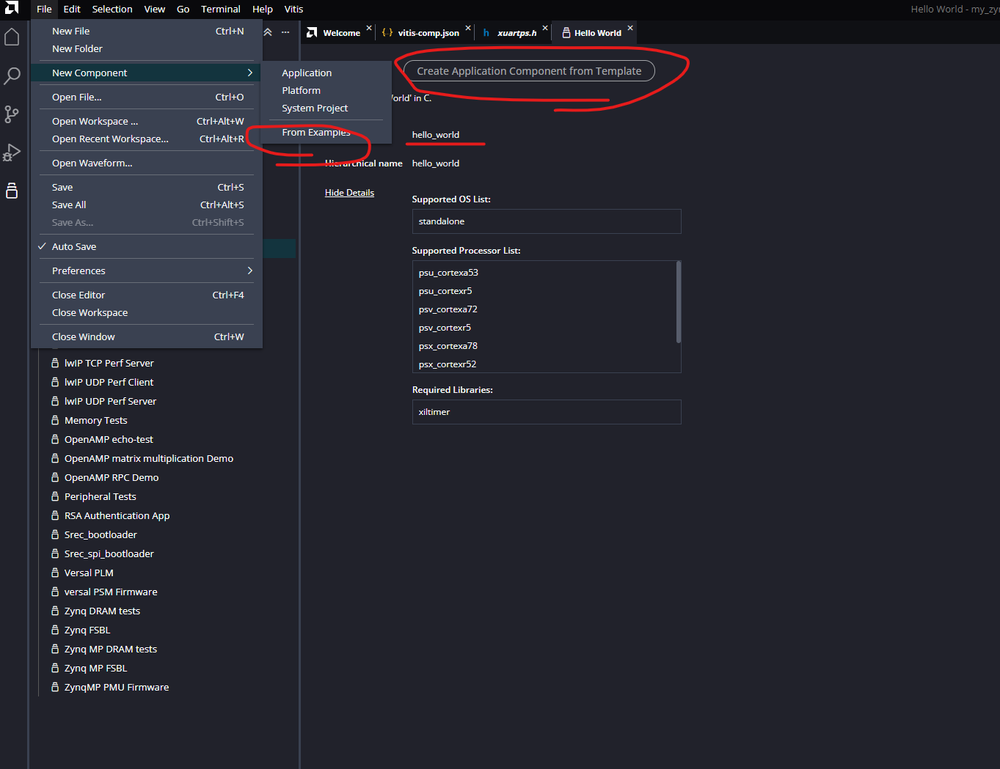 File Edit Selection View Go Terminal Help Vitis
Hello World - my_zy
New File Ctrl+N
New Folder
New Component
Open File... Ctrl+O
Open Workspace ... Ctrl+Alt+W
Open Recent Workspace... Ctrl+Alt+R
Open Waveform...
Save Ctrl+S
Save All Ctrl+Alt+S
Save As... Ctrl+Shift+S
Auto Save
Preferences
Close Editor Ctrl+F4
Close Workspace
Close Window Ctrl+W
Application
Platform
System Project
From Examples
lwIP TCP Perf Server
lwIP UDP Perf Client
lwIP UDP Perf Server
Memory Tests
OpenAMP echo-test
OpenAMP matrix multiplication Demo
OpenAMP RPC Demo
Peripheral Tests
RSA Authentication App
Srec_bootloader
Srec_spi_bootloader
Versal PLM
versal PSM Firmware
Zynq DRAM tests
Zynq FSBL
Zynq MP DRAM tests
Zynq MP FSBL
ZynqMP PMU Firmware
Welcome
{} vitis-comp.json
h xuartps.h
Hello World
Create Application Component from Template
orld' in C.
hello_world
Hierarchical name hello_world
Hide Details
Supported OS List:
standalone
Supported Processor List:
psu_cortexa53
psu_cortexr5
psv_cortexa72
psv_cortexr5
psx_cortexa78
psx_cortexr52
Required Libraries:
xiltimer